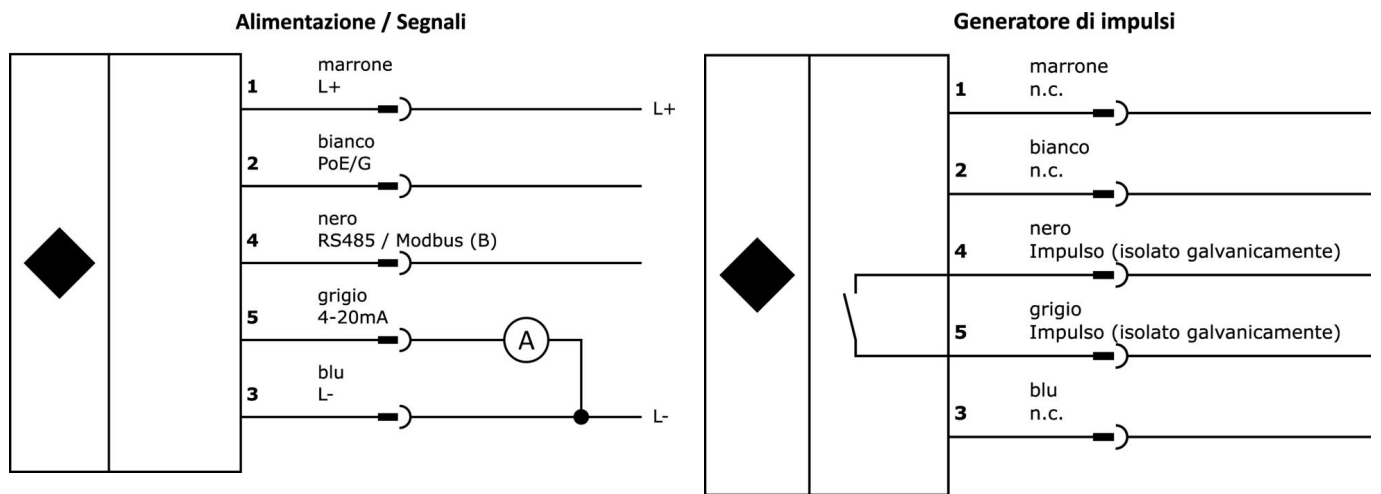 Alimentazione / Segnali
marrone
1 L+
L+
bianco
2 PoE/G
nero
4 RS485 / Modbus (B)
grigio
5 4-20mA
A
blu
3 L-
L-
Generatore di impulsi
marrone
1 n.c.
bianco
2 n.c.
nero
4 Impulso (isolato galvanicamente)
grigio
5 Impulso (isolato galvanicamente)
blu
3 n.c.